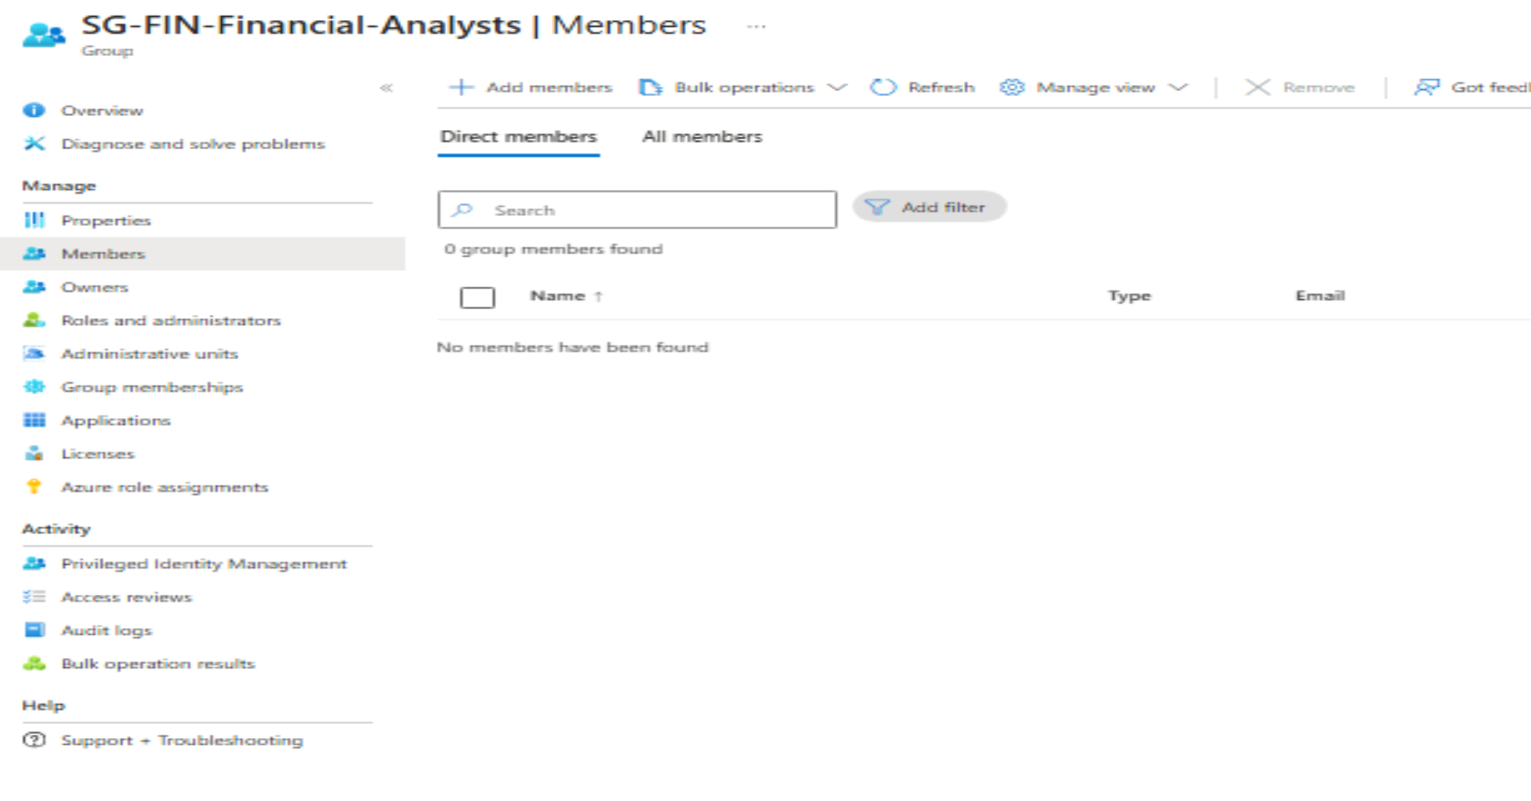 SG-FIN-Financial-Analysts | Members ...
Group
«
Overview
Diagnose and solve problems
Manage
Properties
Members
Owners
Roles and administrators
Administrative units
Group memberships
Applications
Licenses
Azure role assignments
Activity
Privileged Identity Management
Access reviews
Audit logs
Bulk operation results
Help
Support + Troubleshooting
Add members Bulk operations Refresh Manage view | Remove | Got feed
Direct members All members
Search Add filter
0 group members found
Name ↑ Type Email
No members have been found